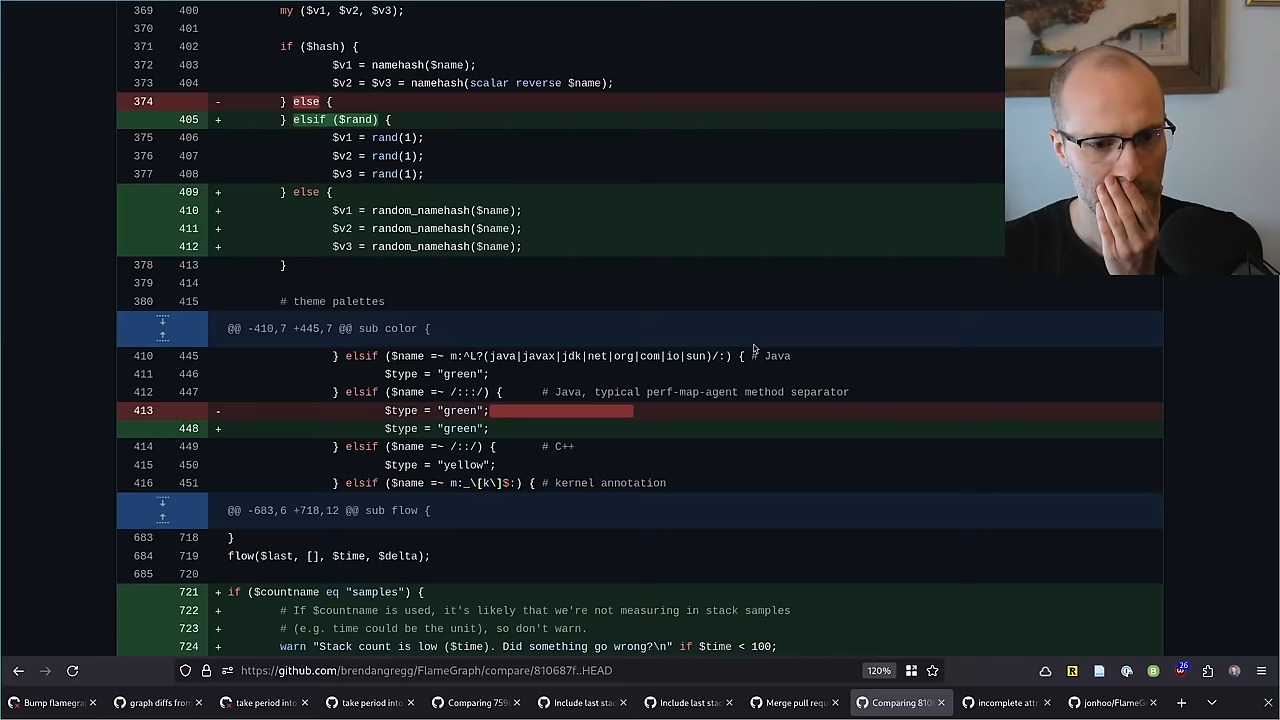 369 400 my ($v1, $v2, $v3);
370 401
371 402 if ($hash) {
372 403 $v1 = namehash($name);
373 404 $v2 = $v3 = namehash(scalar reverse $name);
374 - } else {
405 + } elsif ($rand) {
375 406 $v1 = rand(1);
376 407 $v2 = rand(1);
377 408 $v3 = rand(1);
409 + } else {
410 + $v1 = random_namehash($name);
411 + $v2 = random_namehash($name);
412 + $v3 = random_namehash($name);
378 413 }
379 414
380 415 # theme palettes
@@ -410,7 +445,7 @@ sub color {
410 445 } elsif ($name =~ m:^L?(java|javax|jdk|net|org|com|io|sun)/:) { # Java
411 446 $type = "green";
412 447 } elsif ($name =~ /:::/) { # Java, typical perf-map-agent method separator
413 - $type = "green";
448 + $type = "green";
414 449 } elsif ($name =~ /::/) { # C++
415 450 $type = "yellow";
416 451 } elsif ($name =~ m:_\[k\]$:) { # kernel annotation
@@ -683,6 +718,12 @@ sub flow {
683 718 }
684 719 flow($last, [], $time, $delta);
685 720
721 + if ($countname eq "samples") {
722 + # If $countname is used, it's likely that we're not measuring in stack samples
723 + # (e.g. time could be the unit), so don't warn.
724 + warn "Stack count is low ($time). Did something go wrong?\n" if $time < 100;
https://github.com/brendangregg/FlameGraph/compare/810687f..HEAD 120% R B 26
Bump flamegra graph diffs from take period into take period into Comparing 759 Include last sta Include last sta Merge pull requ Comparing 810 incomplete attr jonhoo/FlameG